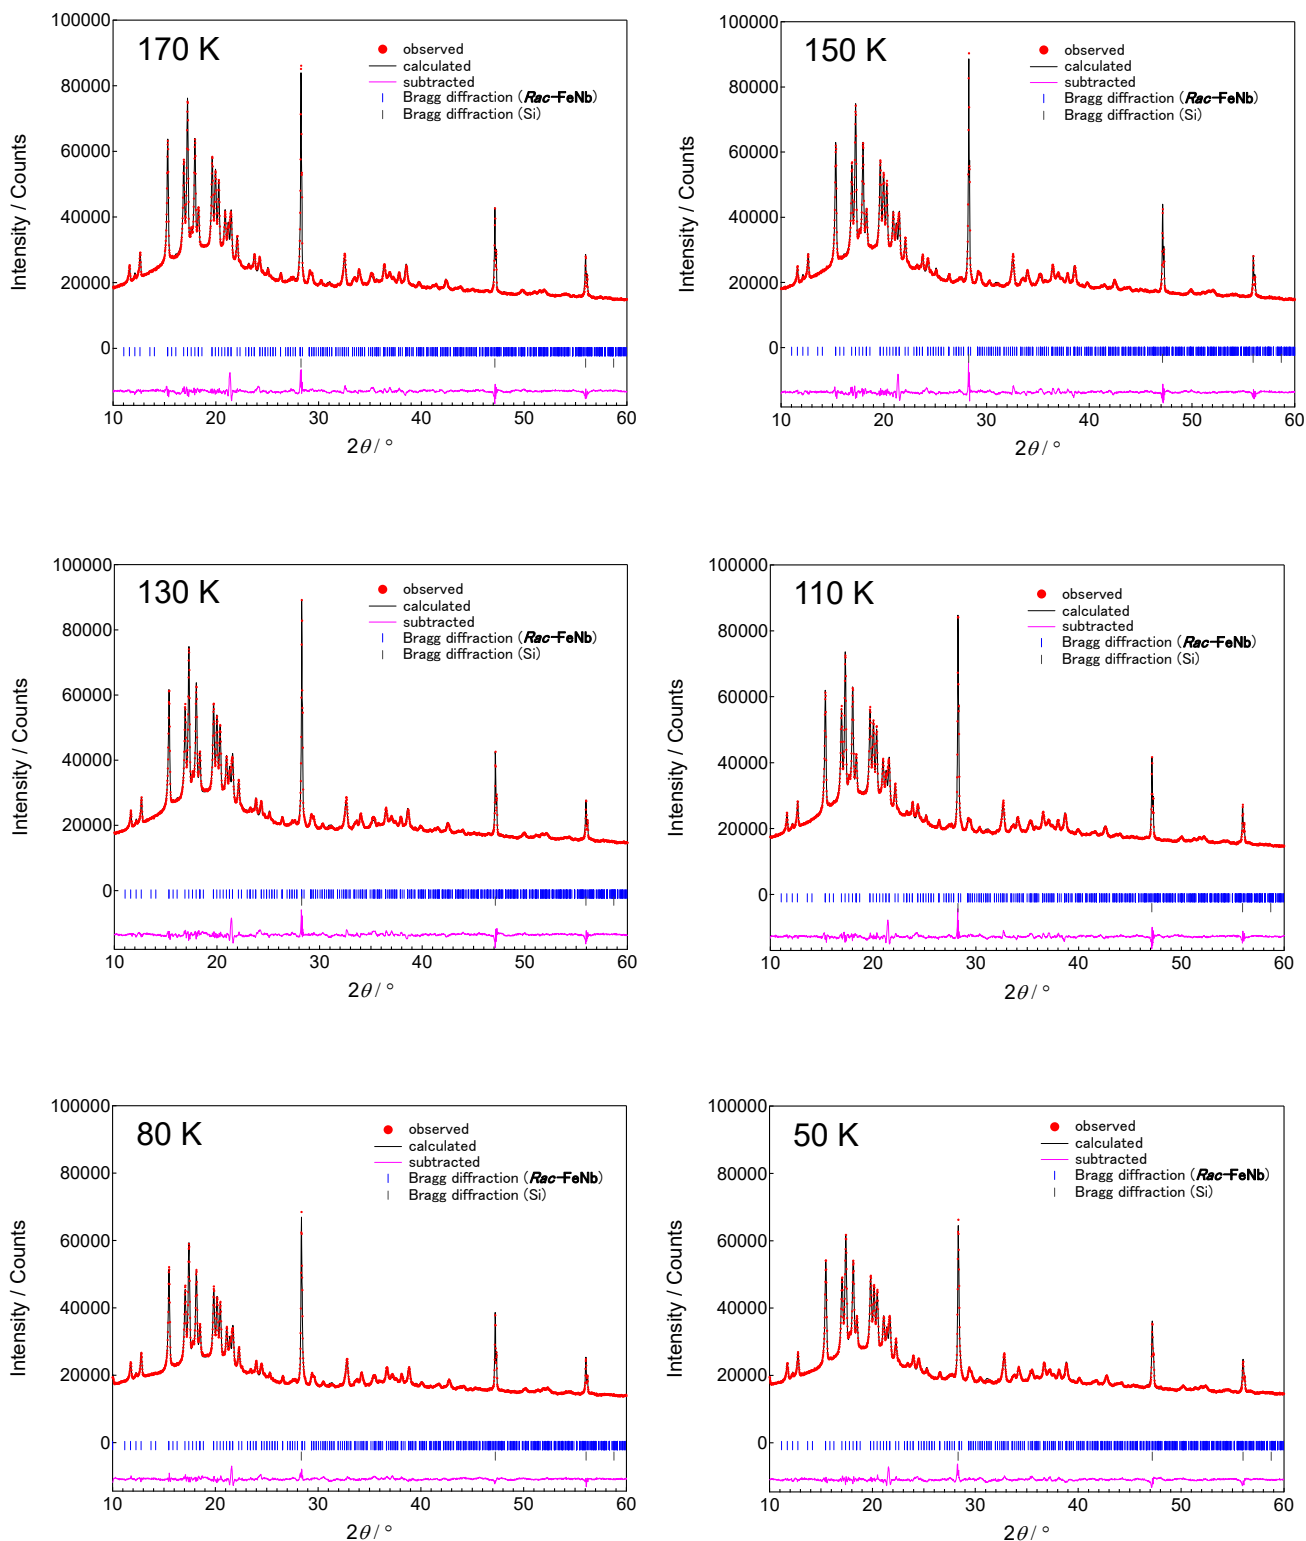 170 K
observed
calculated
subtracted
Bragg diffraction (Rac-FeNb)
Bragg diffraction (Si)
Intensity / Counts
100000
80000
60000
40000
20000
0
10 20 30 40 50 60
2θ / °
150 K
observed
calculated
subtracted
Bragg diffraction (Rac-FeNb)
Bragg diffraction (Si)
Intensity / Counts
100000
80000
60000
40000
20000
0
10 20 30 40 50 60
2θ / °
130 K
observed
calculated
subtracted
Bragg diffraction (Rac-FeNb)
Bragg diffraction (Si)
Intensity / Counts
100000
80000
60000
40000
20000
0
10 20 30 40 50 60
2θ / °
110 K
observed
calculated
subtracted
Bragg diffraction (Rac-FeNb)
Bragg diffraction (Si)
Intensity / Counts
100000
80000
60000
40000
20000
0
10 20 30 40 50 60
2θ / °
80 K
observed
calculated
subtracted
Bragg diffraction (Rac-FeNb)
Bragg diffraction (Si)
Intensity / Counts
100000
80000
60000
40000
20000
0
10 20 30 40 50 60
2θ / °
50 K
observed
calculated
subtracted
Bragg diffraction (Rac-FeNb)
Bragg diffraction (Si)
Intensity / Counts
100000
80000
60000
40000
20000
0
10 20 30 40 50 60
2θ / °